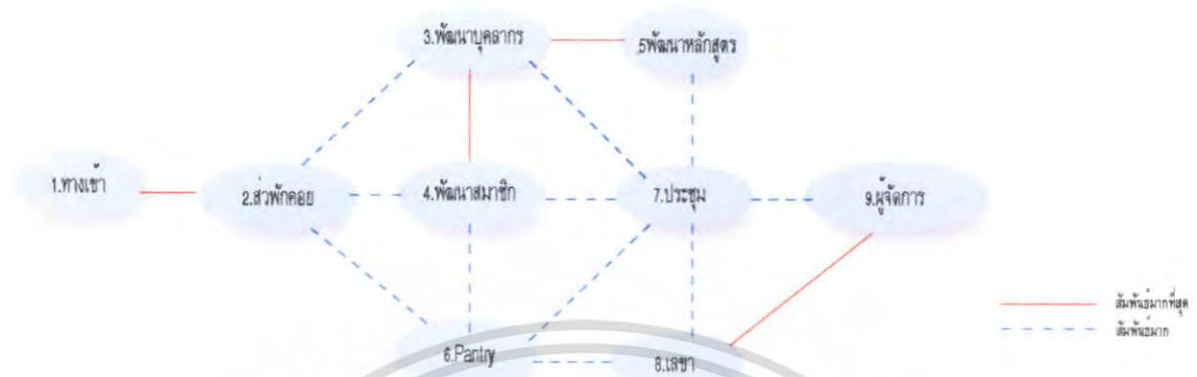 3.พัฒนาบุคลากร
5พัฒนาหลักสูตร
1.ทางเข้า
2.ส่วพักคอย
4.พัฒนาสมาชิก
7.ประชุม
9.ผู้จัดการ
6.Pantry
8.เลขา
สัมพันธ์มากที่สุด
สัมพันธ์มาก